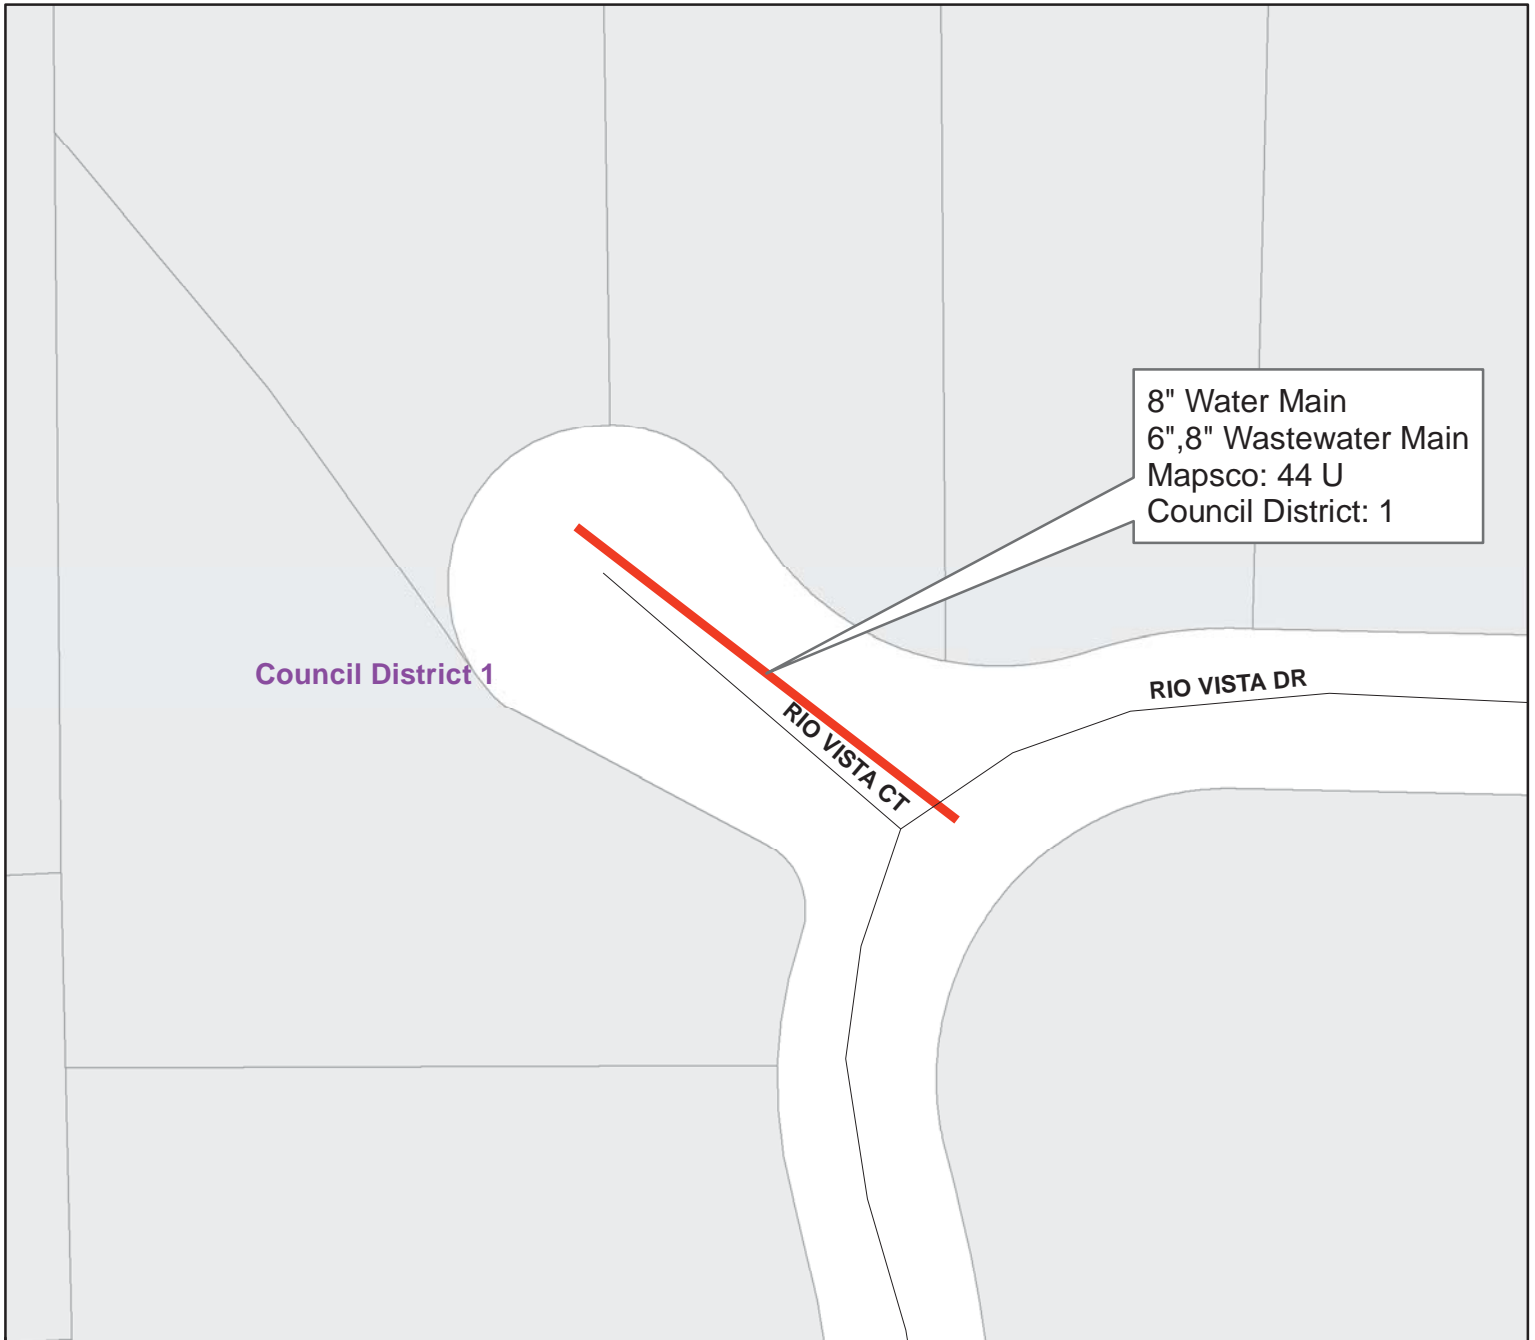 8" Water Main
6",8" Wastewater Main
Mapsco: 44 U
Council District: 1
Council District 1
RIO VISTA DR
RIO VISTA CT